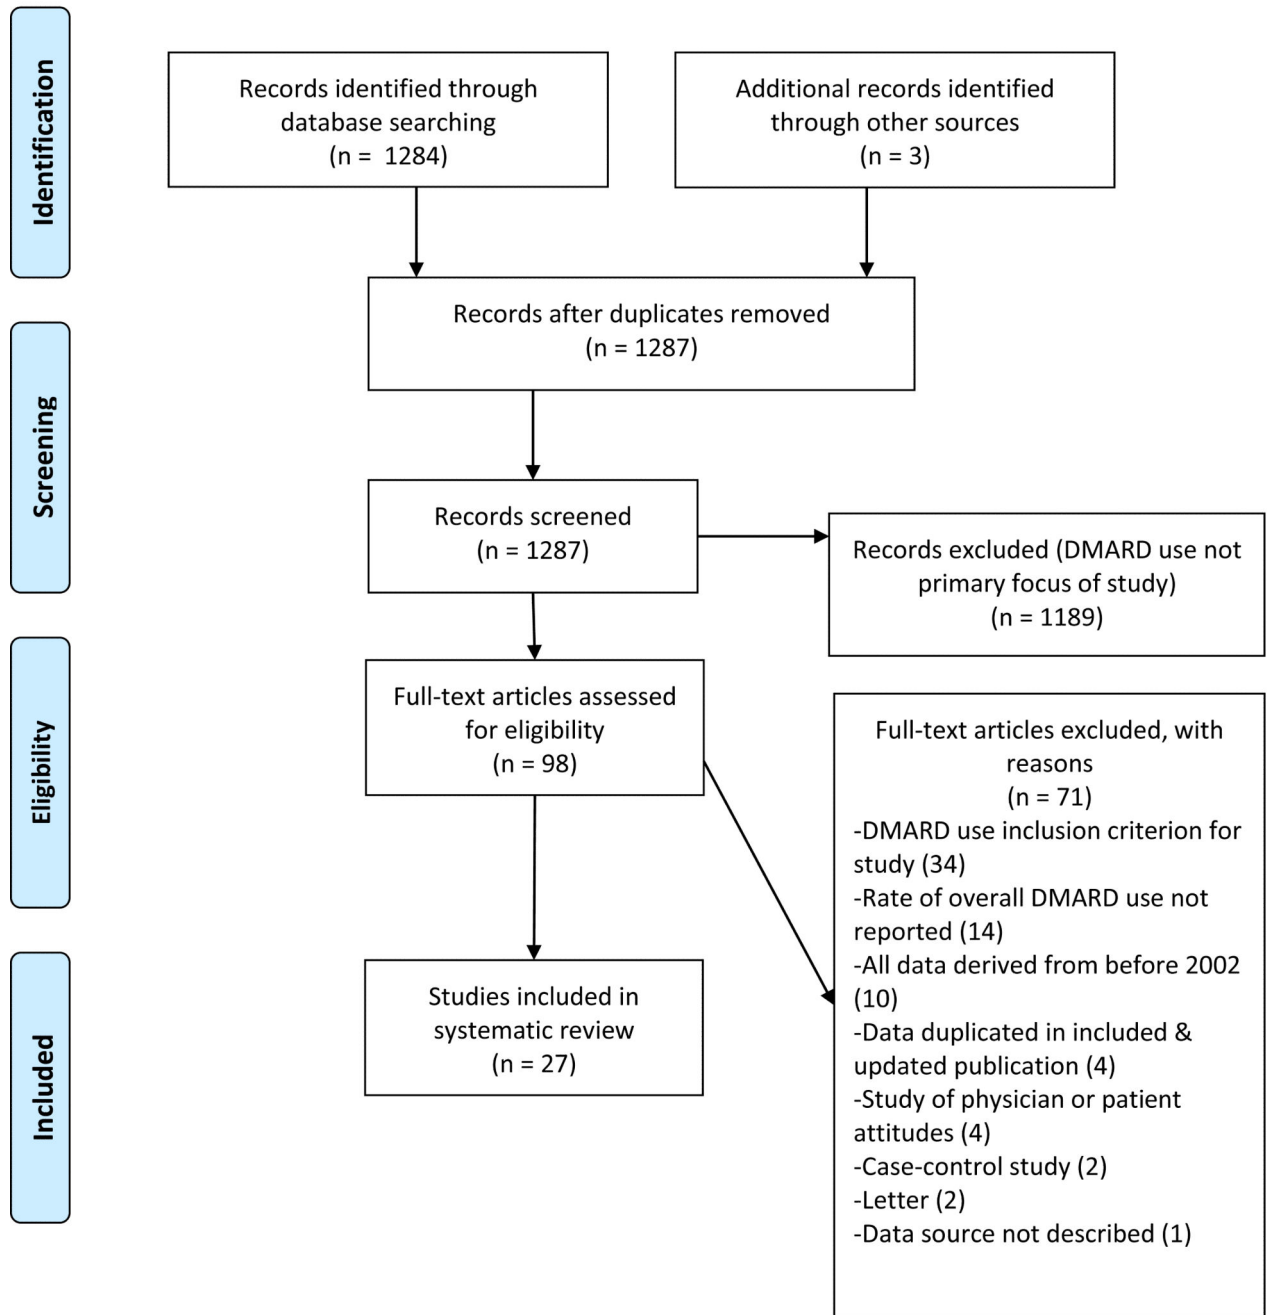 Identification
Records identified through
database searching
(n = 1284)
Additional records identified
through other sources
(n = 3)
Records after duplicates removed
(n = 1287)
Screening
Records screened
(n = 1287)
Records excluded (DMARD use not
primary focus of study)
(n = 1189)
Eligibility
Full-text articles assessed
for eligibility
(n = 98)
Full-text articles excluded, with
reasons
(n = 71)
-DMARD use inclusion criterion for
study (34)
-Rate of overall DMARD use not
reported (14)
-All data derived from before 2002
(10)
-Data duplicated in included &
updated publication (4)
-Study of physician or patient
attitudes (4)
-Case-control study (2)
-Letter (2)
-Data source not described (1)
Included
Studies included in
systematic review
(n = 27)